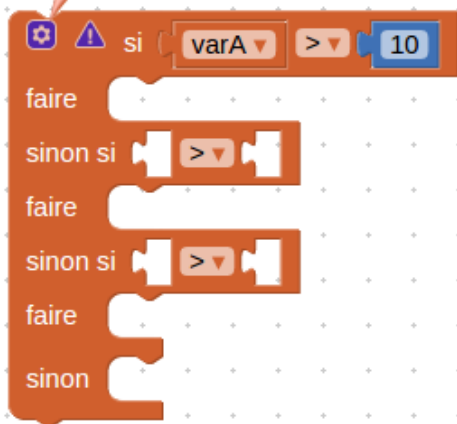 si varA ▾ > ▾ 10
faire
sinon si > ▾
faire
sinon si > ▾
faire
sinon